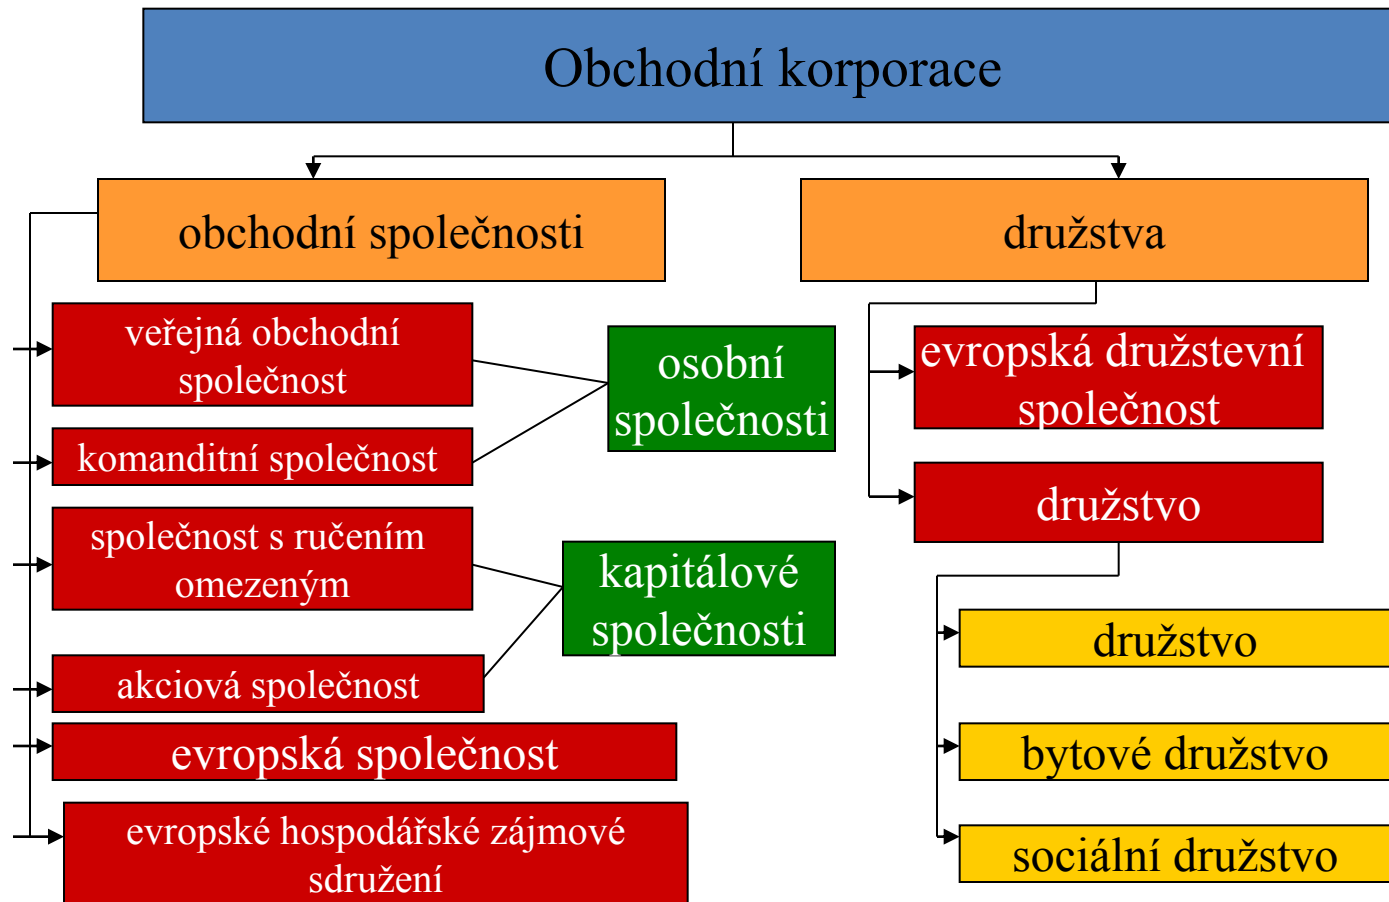 Obchodní korporace
obchodní společnosti
družstva
veřejná obchodní
společnost
komanditní společnost
společnost s ručením
omezeným
akciová společnost
evropská společnost
evropské hospodářské zájmové
sdružení
osobní
společnosti
kapitálové
společnosti
evropská družstevní
společnost
družstvo
družstvo
bytové družstvo
sociální družstvo